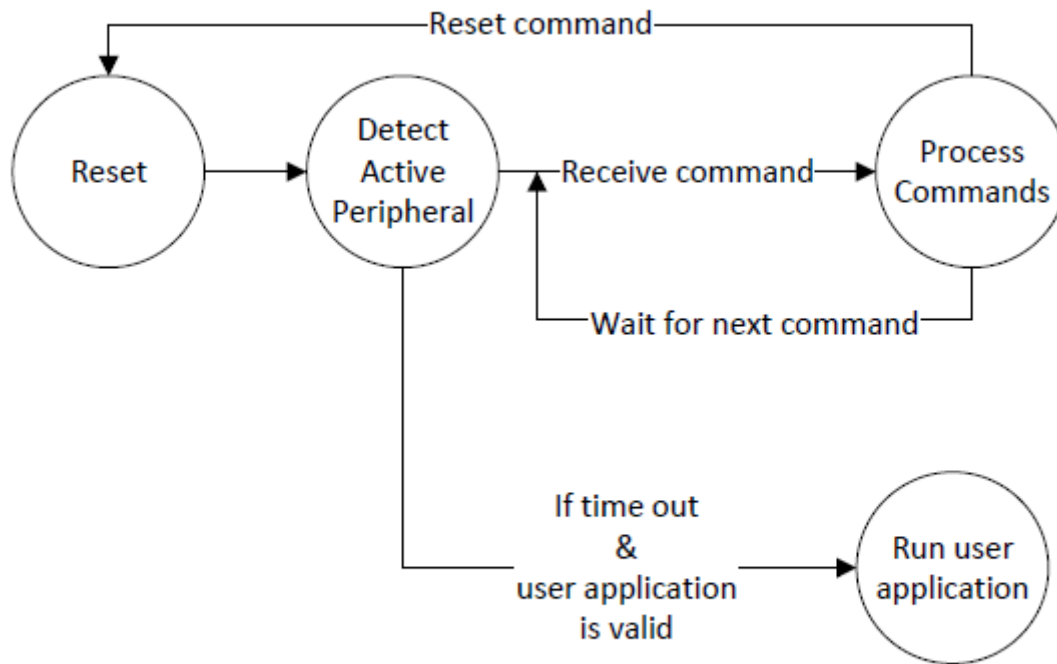 Reset command
Reset
Detect
Active
Peripheral
Receive command
Process
Commands
Wait for next command
If time out
&
user application
is valid
Run user
application